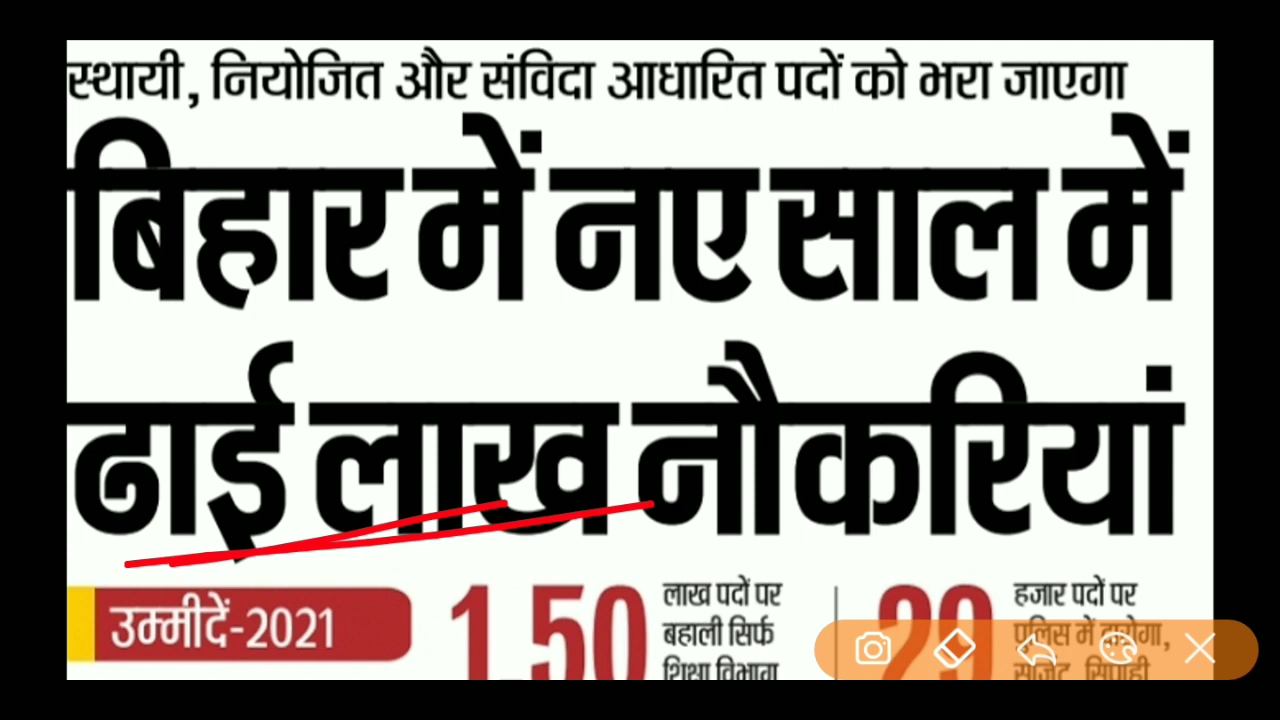 स्थायी, नियोजित और संविदा आधारित पदों को भरा जाएगा
बिहार में नए साल में
ढाई लाख नौकरियां
उम्मीदें-2021
1.50
लाख पदों पर
बहाली सिर्फ
शिक्षा विभाग
हजार पदों पर
पुलिस में दारोगा,
सार्जेंट, सिपाही